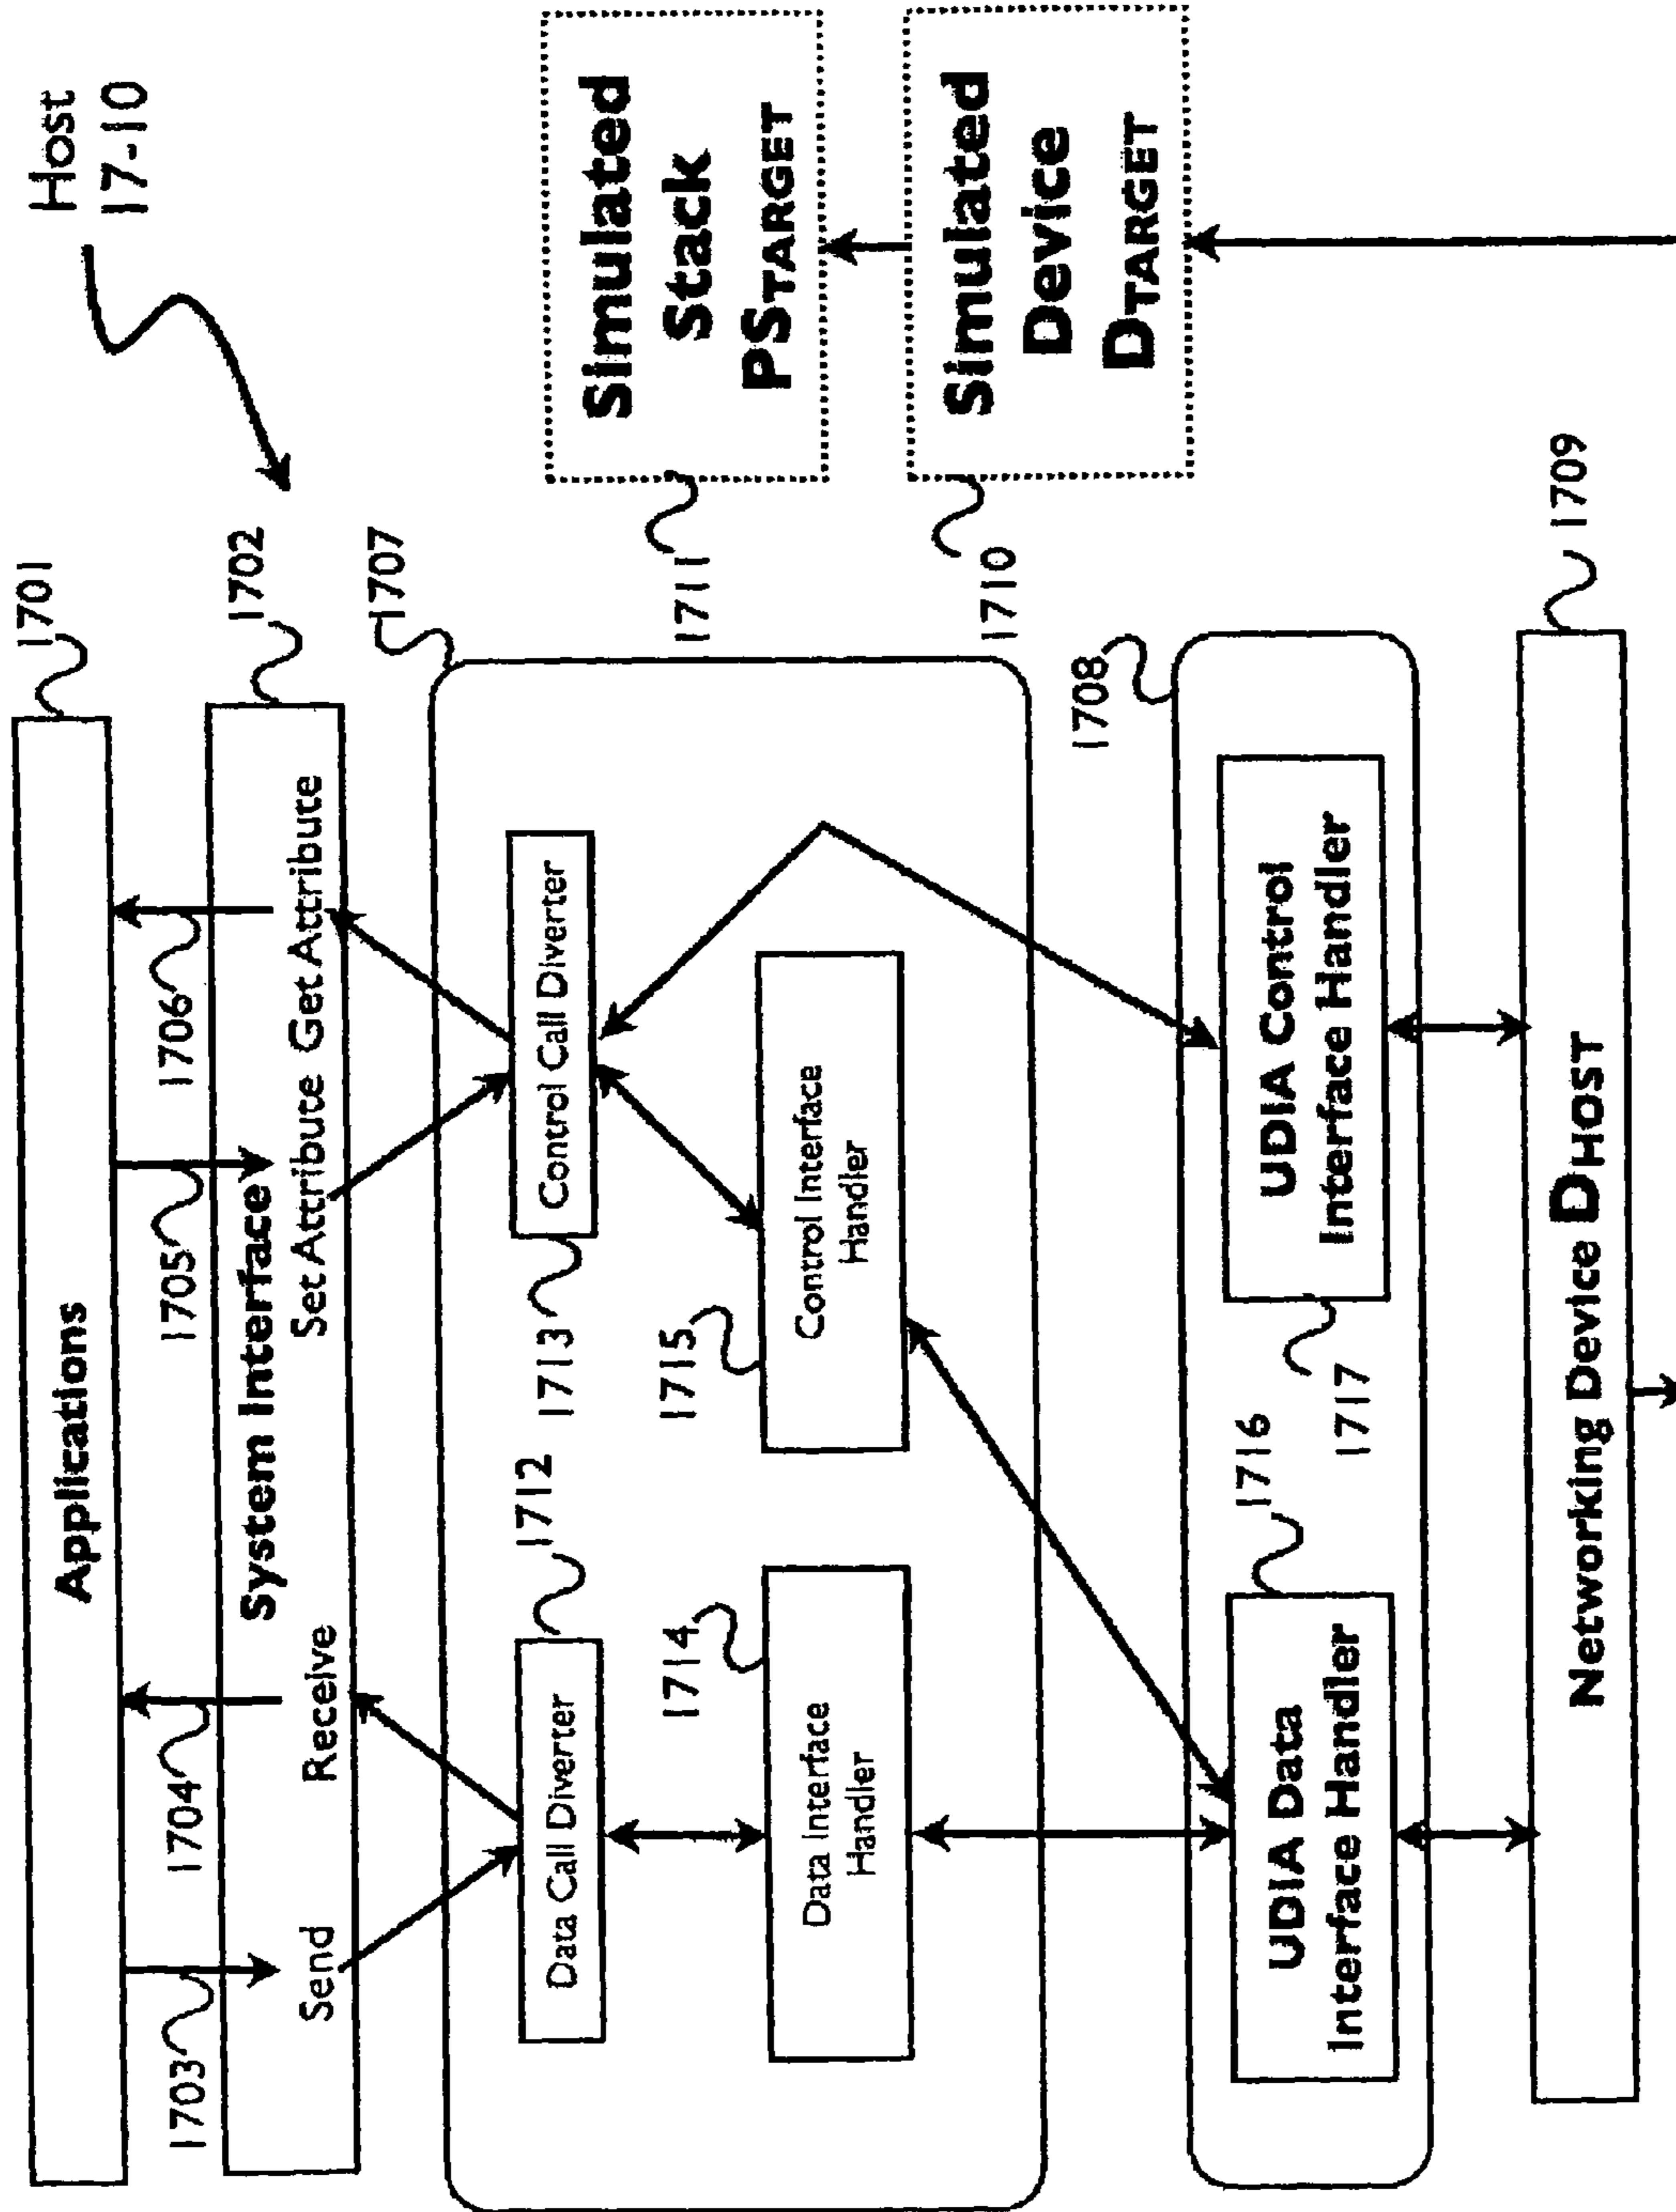 Host
17-10
1701
Applications
1703
1704
1705
1706
1702
System Interface
Send
Receive
Set Attribute Get Attribute
1707
1712
Data Call Diverter
1713
Control Call Diverter
1714
Data Interface
Handler
1715
Control Interface
Handler
1711
Simulated
Stack
PSTARGET
1710
Simulated
Device
DTARGET
1708
1716
UDIA Data
Interface Handler
1717
UDIA Control
Interface Handler
1709
Networking Device DHOST